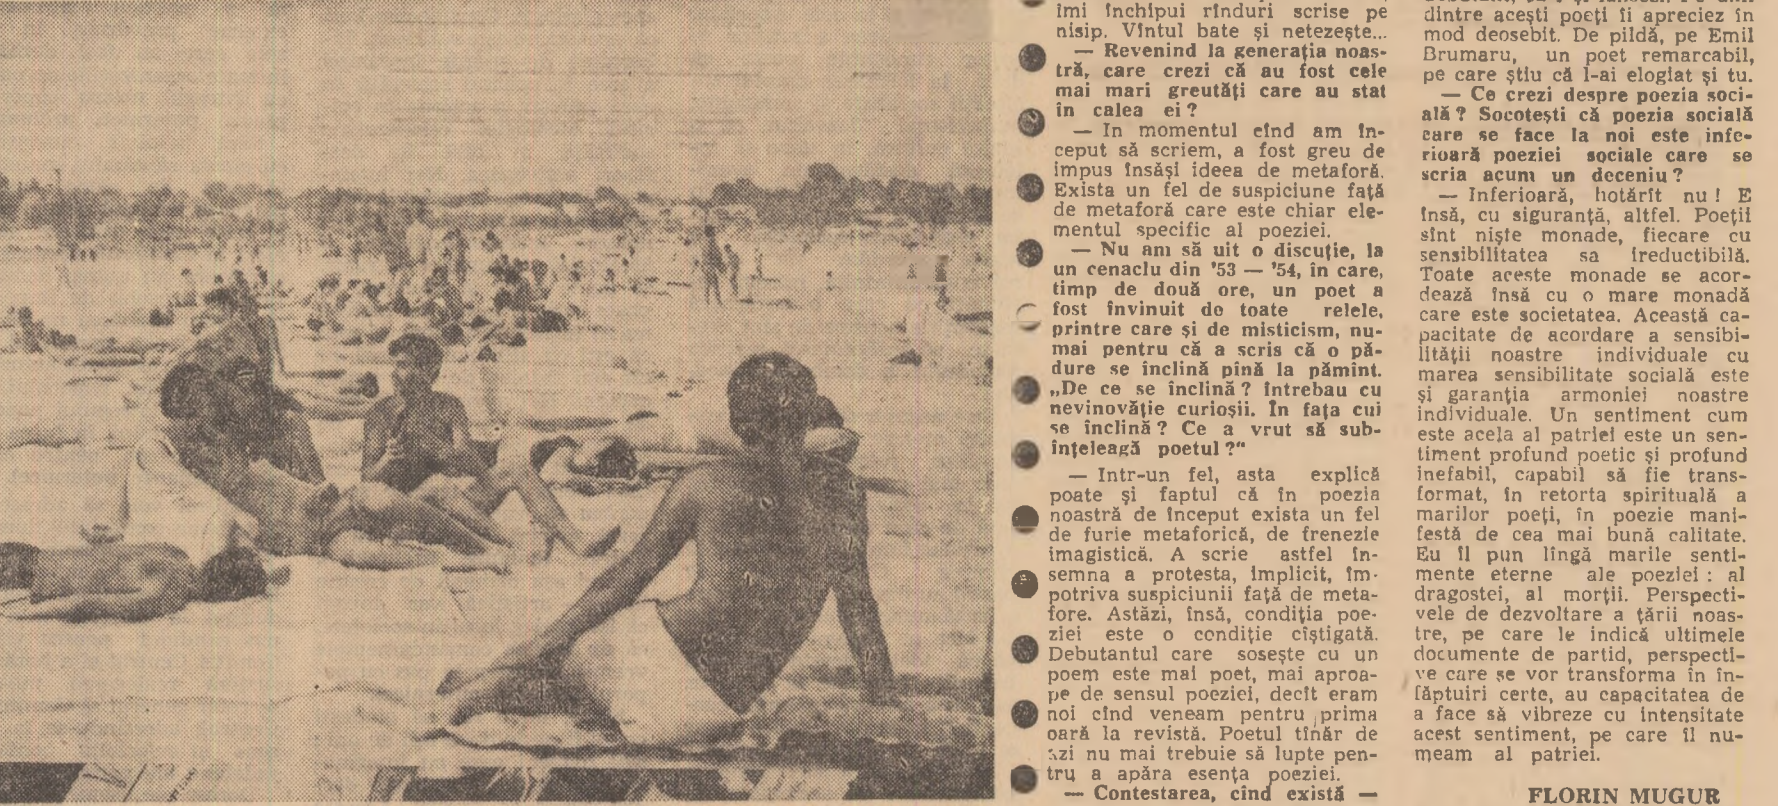 îmi închipui rînduri scrise pe
nisip. Vîntul bate și netezește...
— Revenind la generația noas-
tră, care crezi că au fost cele
mai mari greutăți care au stat
în calea ei?
— In momentul cînd am în-
ceput să scriem, a fost greu de
impus însăși ideea de metaforă.
Exista un fel de suspiciune față
de metaforă care este chiar ele-
mentul specific al poeziei.
— Nu am să uit o discuție, la
un cenaclu din '53 — '54, în care,
timp de două ore, un poet a
fost învinuit de toate relele,
printre care și de misticism, nu-
mai pentru că a scris că o pă-
dure se înclină pînă la pămînt.
„De ce se înclină? întrebau cu
nevinovăție curioșii. În fața cui
se înclină? Ce a vrut să sub-
înțeleagă poetul?"
— Intr-un fel, asta explică
poate și faptul că în poezia
noastră de început exista un fel
de furie metaforică, de frenezie
imagistică. A scrie astfel în-
semna a protesta, implicit, îm-
potriva suspiciunii față de meta-
fore. Astăzi, însă, condiția poe-
ziei este o condiție cîștigată.
Debutantul care sosește cu un
poem este mai poet, mai aproa-
pe de sensul poeziei, decît eram
noi cînd veneam pentru prima
oară la revistă. Poetul tînăr de
azi nu mai trebuie să lupte pen-
tru a apăra esența poeziei.
— Contestarea, cînd există —
dintre acești poeți îi apreciez în
mod deosebit. De pildă, pe Emil
Brumaru, un poet remarcabil,
pe care știu că l-ai elogiat și tu.
— Ce crezi despre poezia soci-
ală? Socotești că poezia socială
care se face la noi este infe-
rioară poeziei sociale care se
scria acum un deceniu?
— Inferioară, hotărît nu! E
însă, cu siguranță, altfel. Poeții
sînt niște monade, fiecare cu
sensibilitatea sa ireductibilă.
Toate aceste monade se acor-
dează însă cu o mare monadă
care este societatea. Această ca-
pacitate de acordare a sensibi-
lității noastre individuale cu
marea sensibilitate socială este
și garanția armoniei noastre
individuale. Un sentiment cum
este acela al patriei este un sen-
timent profund poetic și profund
inefabil, capabil să fie trans-
format, în retorta spirituală a
marilor poeți, în poezie mani-
festă de cea mai bună calitate.
Eu îl pun lîngă marile senti-
mente eterne ale poeziei: al
dragostei, al morții. Perspecti-
vele de dezvoltare a țării noas-
tre, pe care le indică ultimele
documente de partid, perspecti-
ve care se vor transforma în în-
făptuiri certe, au capacitatea de
a face să vibreze cu intensitate
acest sentiment, pe care îl nu-
meam al patriei.
FLORIN MUGUR